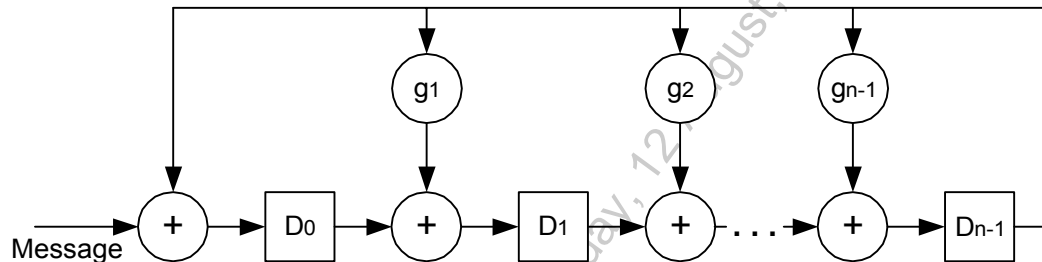 g1 g2 gn-1
+ D0 + D1 + ... + Dn-1
Message